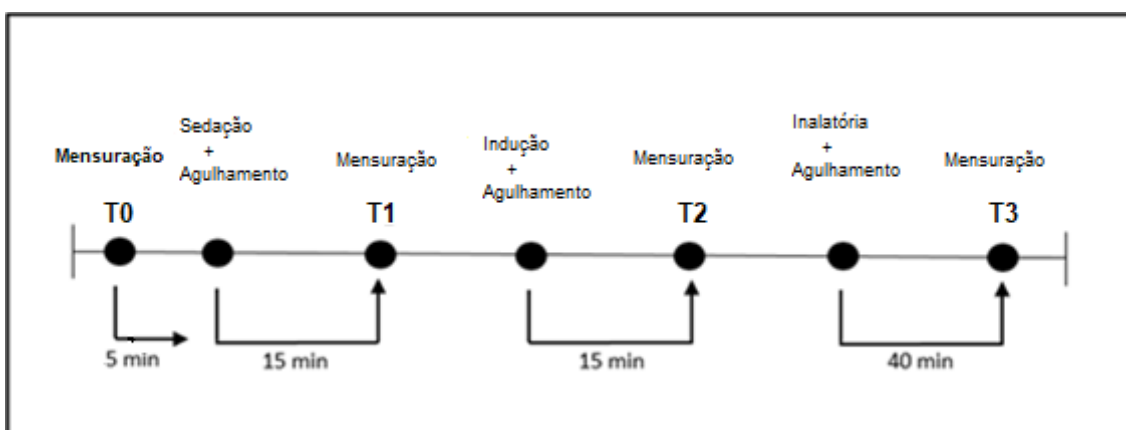 Mensuração
T0
Sedação
+
Agulhamento
Mensuração
T1
Indução
+
Agulhamento
Mensuração
T2
Inalatória
+
Agulhamento
Mensuração
T3
5 min
15 min
15 min
40 min